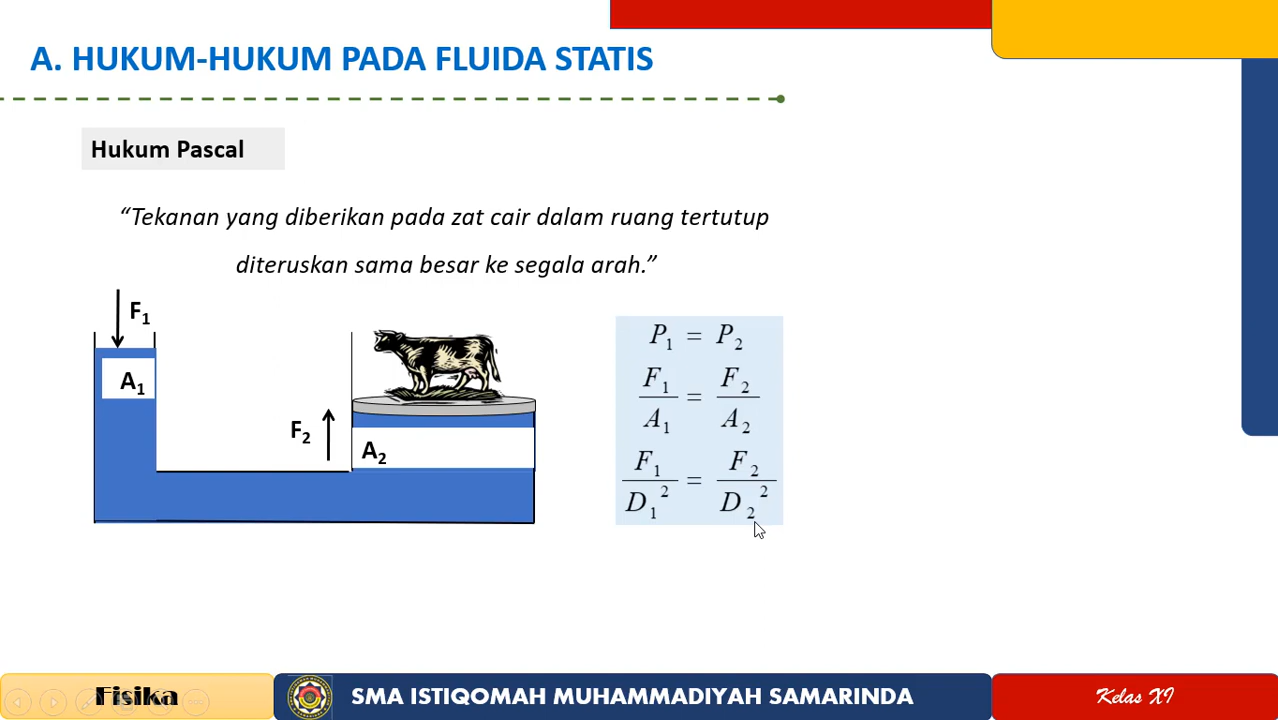 A. HUKUM-HUKUM PADA FLUIDA STATIS
Hukum Pascal
“Tekanan yang diberikan pada zat cair dalam ruang tertutup
diteruskan sama besar ke segala arah.”
F₁
A₁
F₂
A₂
P₁ = P₂
F₁/A₁ = F₂/A₂
F₁/D₁² = F₂/D₂²
Fisika
SMA ISTIQOMAH MUHAMMADIYAH SAMARINDA
Kelas XI